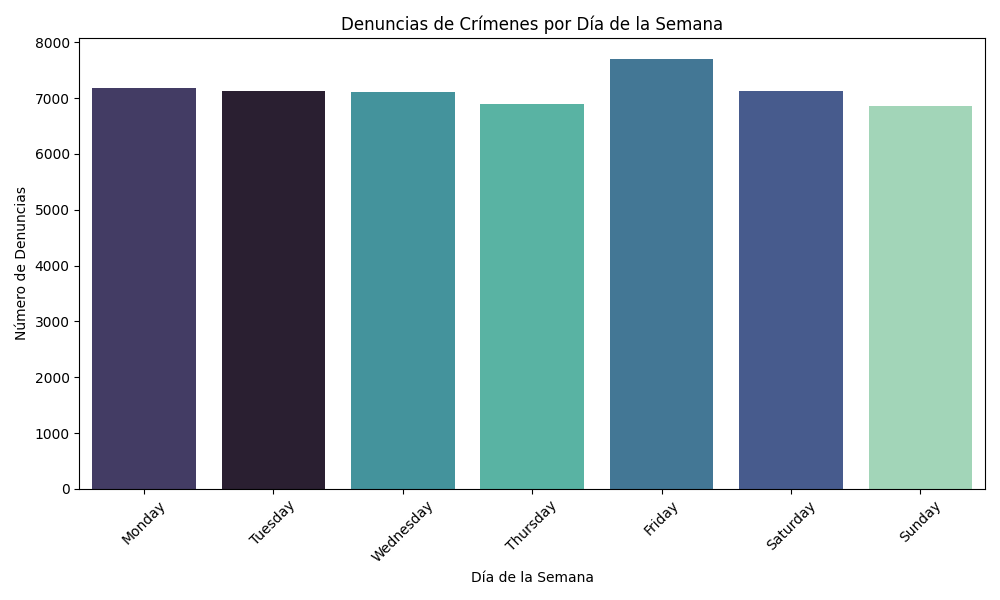 Denuncias de Crímenes por Día de la Semana
Número de Denuncias
8000
7000
6000
5000
4000
3000
2000
1000
0
Monday
Tuesday
Wednesday
Thursday
Friday
Saturday
Sunday
Día de la Semana